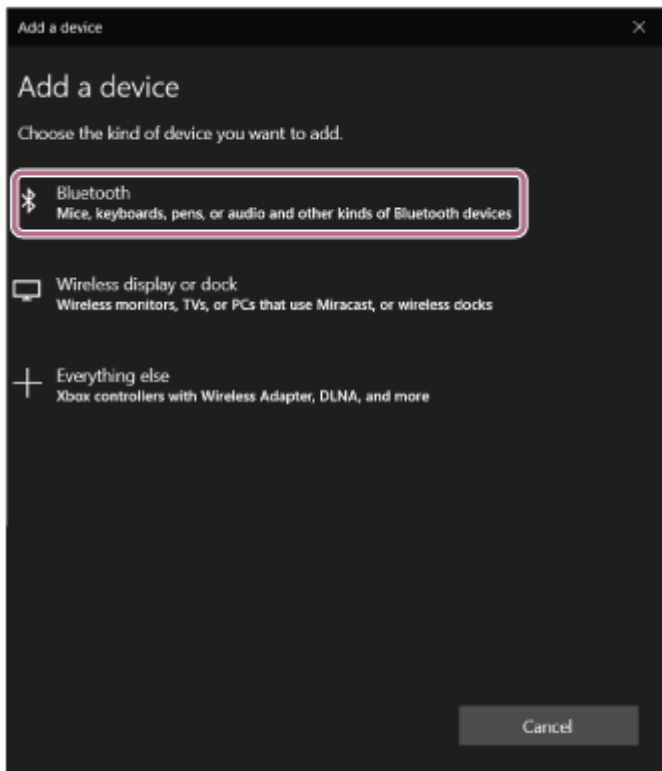 Add a device
Add a device
Choose the kind of device you want to add.
Bluetooth
Mice, keyboards, pens, or audio and other kinds of Bluetooth devices
Wireless display or dock
Wireless monitors, TVs, or PCs that use Miracast, or wireless docks
Everything else
Xbox controllers with Wireless Adapter, DLNA, and more
Cancel